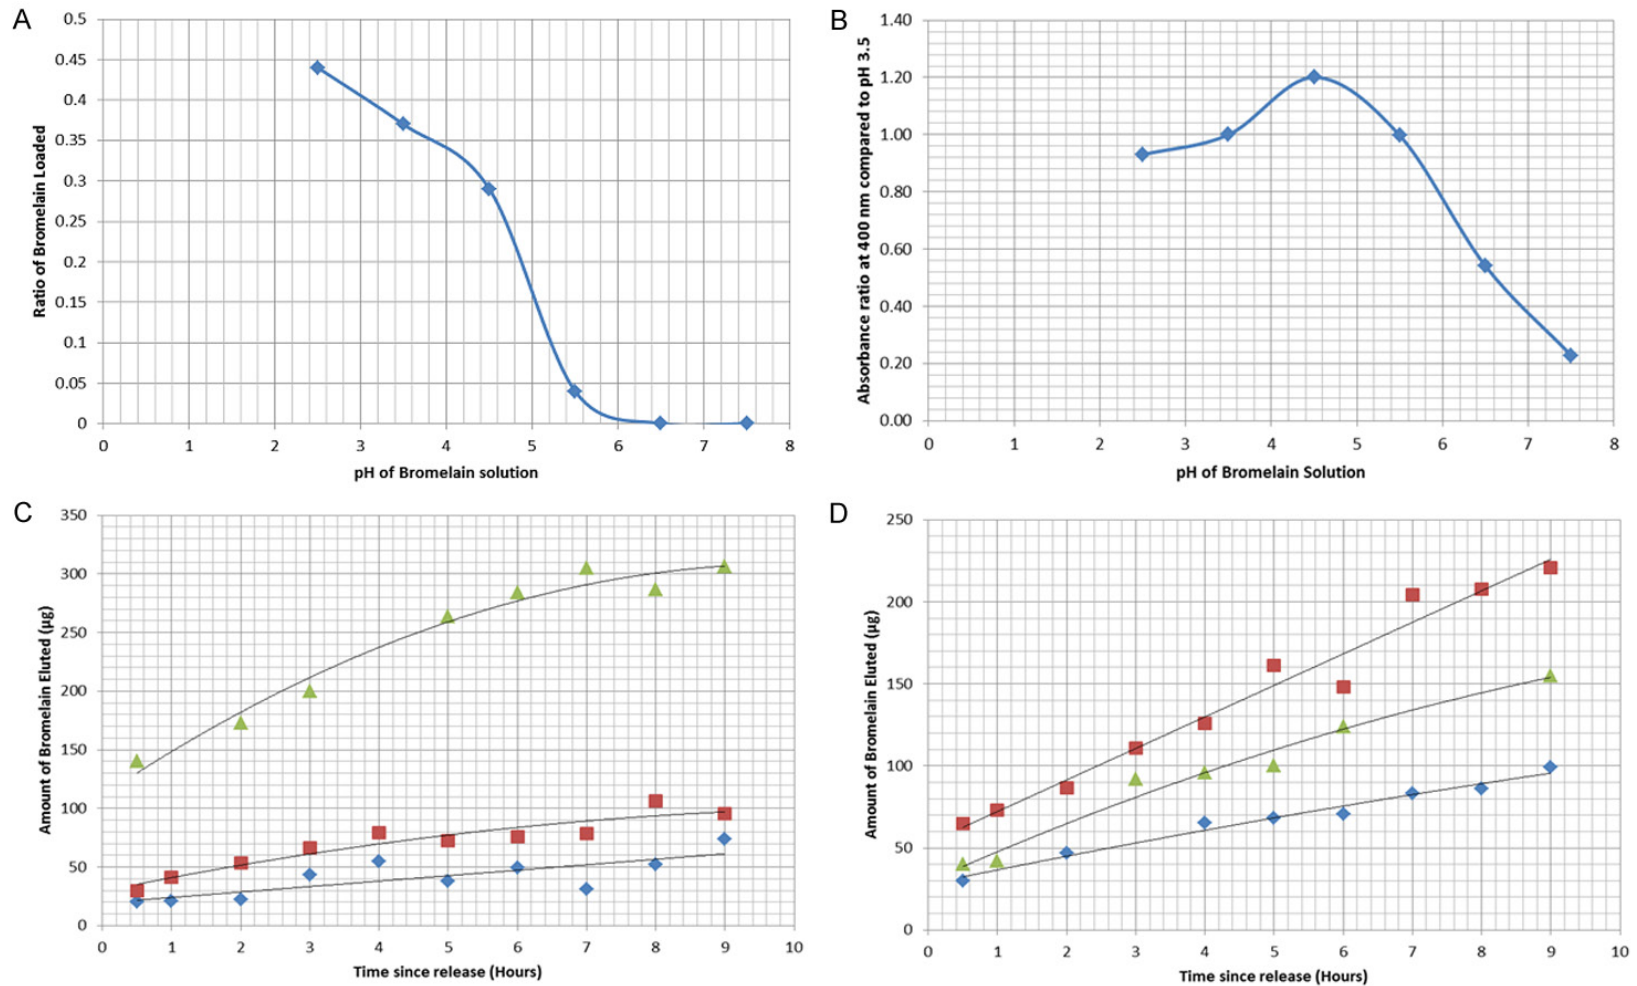 A
0.5
0.45
0.4
0.35
0.3
0.25
0.2
0.15
0.1
0.05
0
Ratio of Bromelain Loaded
0 1 2 3 4 5 6 7 8
pH of Bromelain solution
B
1.40
1.20
1.00
0.80
0.60
0.40
0.20
0.00
Absorbance ratio at 400 nm compared to pH 3.5
0 1 2 3 4 5 6 7 8
pH of Bromelain Solution
C
350
300
250
200
150
100
50
0
Amount of Bromelain Eluted (µg)
0 1 2 3 4 5 6 7 8 9 10
Time since release (Hours)
D
250
200
150
100
50
0
Amount of Bromelain Eluted (µg)
0 1 2 3 4 5 6 7 8 9 10
Time since release (Hours)